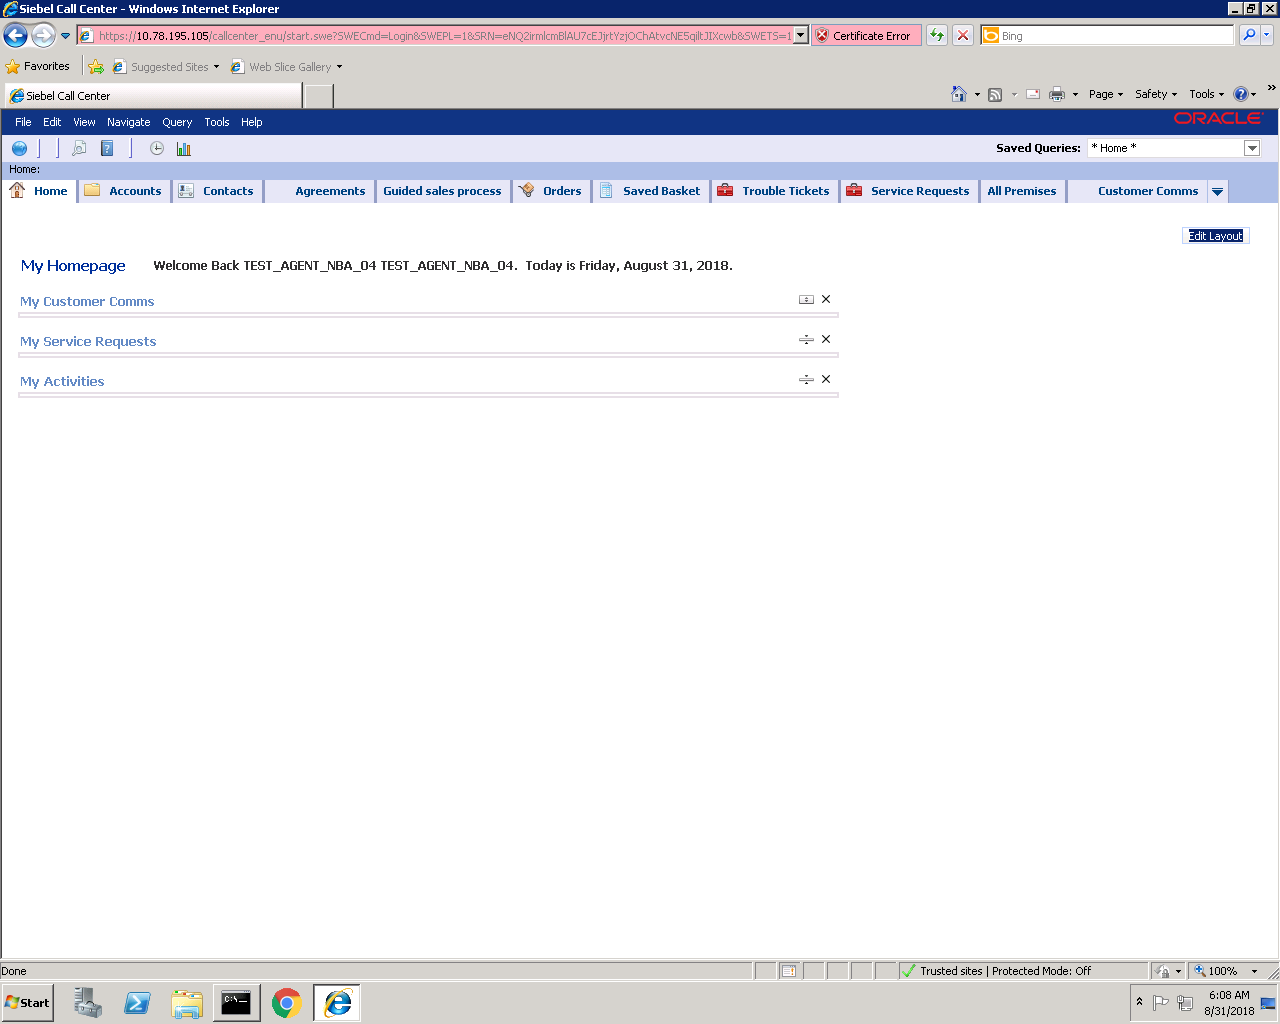 Siebel Call Center - Windows Internet Explorer
https://10.78.195.105/callcenter_enu/start.swe?SWECmd=Login&SWEPL=1&SRN= &SWETS=1
Certificate Error
Bing
Favorites
Suggested Sites
Web Slice Gallery
Siebel Call Center
Page
Safety
Tools
»
File Edit View Navigate Query Tools Help
ORACLE
Saved Queries: * Home *
Home:
Home
Accounts
Contacts
Agreements
Guided sales process
Orders
Saved Basket
Trouble Tickets
Service Requests
All Premises
Customer Comms
Edit Layout
My Homepage Welcome Back TEST_AGENT_NBA_04 TEST_AGENT_NBA_04. Today is Friday, August 31, 2018.
My Customer Comms
My Service Requests
My Activities
Done
Trusted sites | Protected Mode: Off
100%
Start
C:\
6:08 AM
8/31/2018